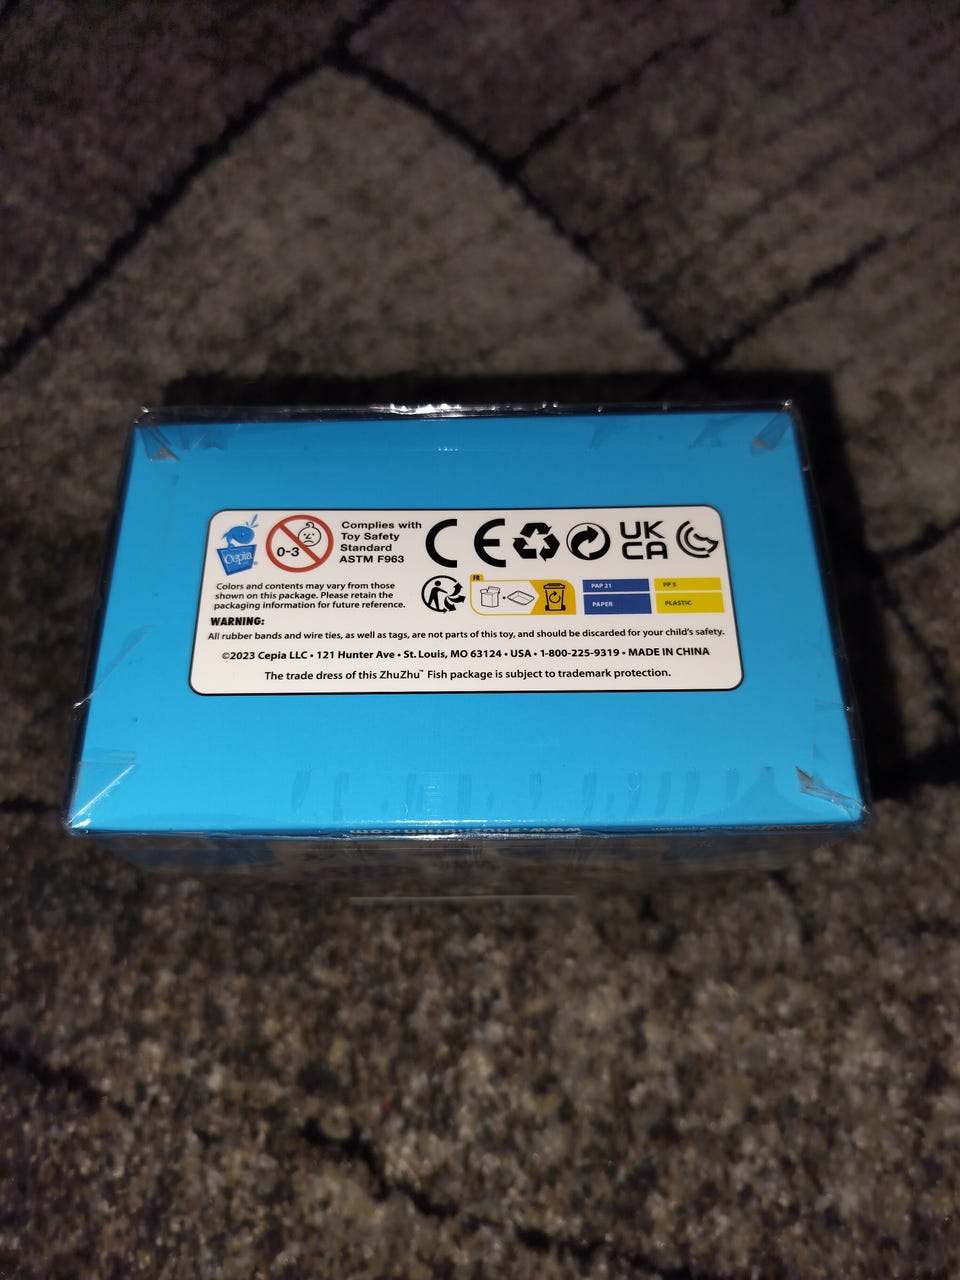 Cepia
0-3
Complies with
Toy Safety
Standard
ASTM F963
CE
UK
CA
Colors and contents may vary from those
shown on this package. Please retain the
packaging information for future reference.
FR
PAP 21
PAPER
PP 5
PLASTIC
WARNING:
All rubber bands and wire ties, as well as tags, are not parts of this toy, and should be discarded for your child's safety.
©2023 Cepia LLC • 121 Hunter Ave • St. Louis, MO 63124 • USA • 1-800-225-9319 • MADE IN CHINA
The trade dress of this ZhuZhu™ Fish package is subject to trademark protection.